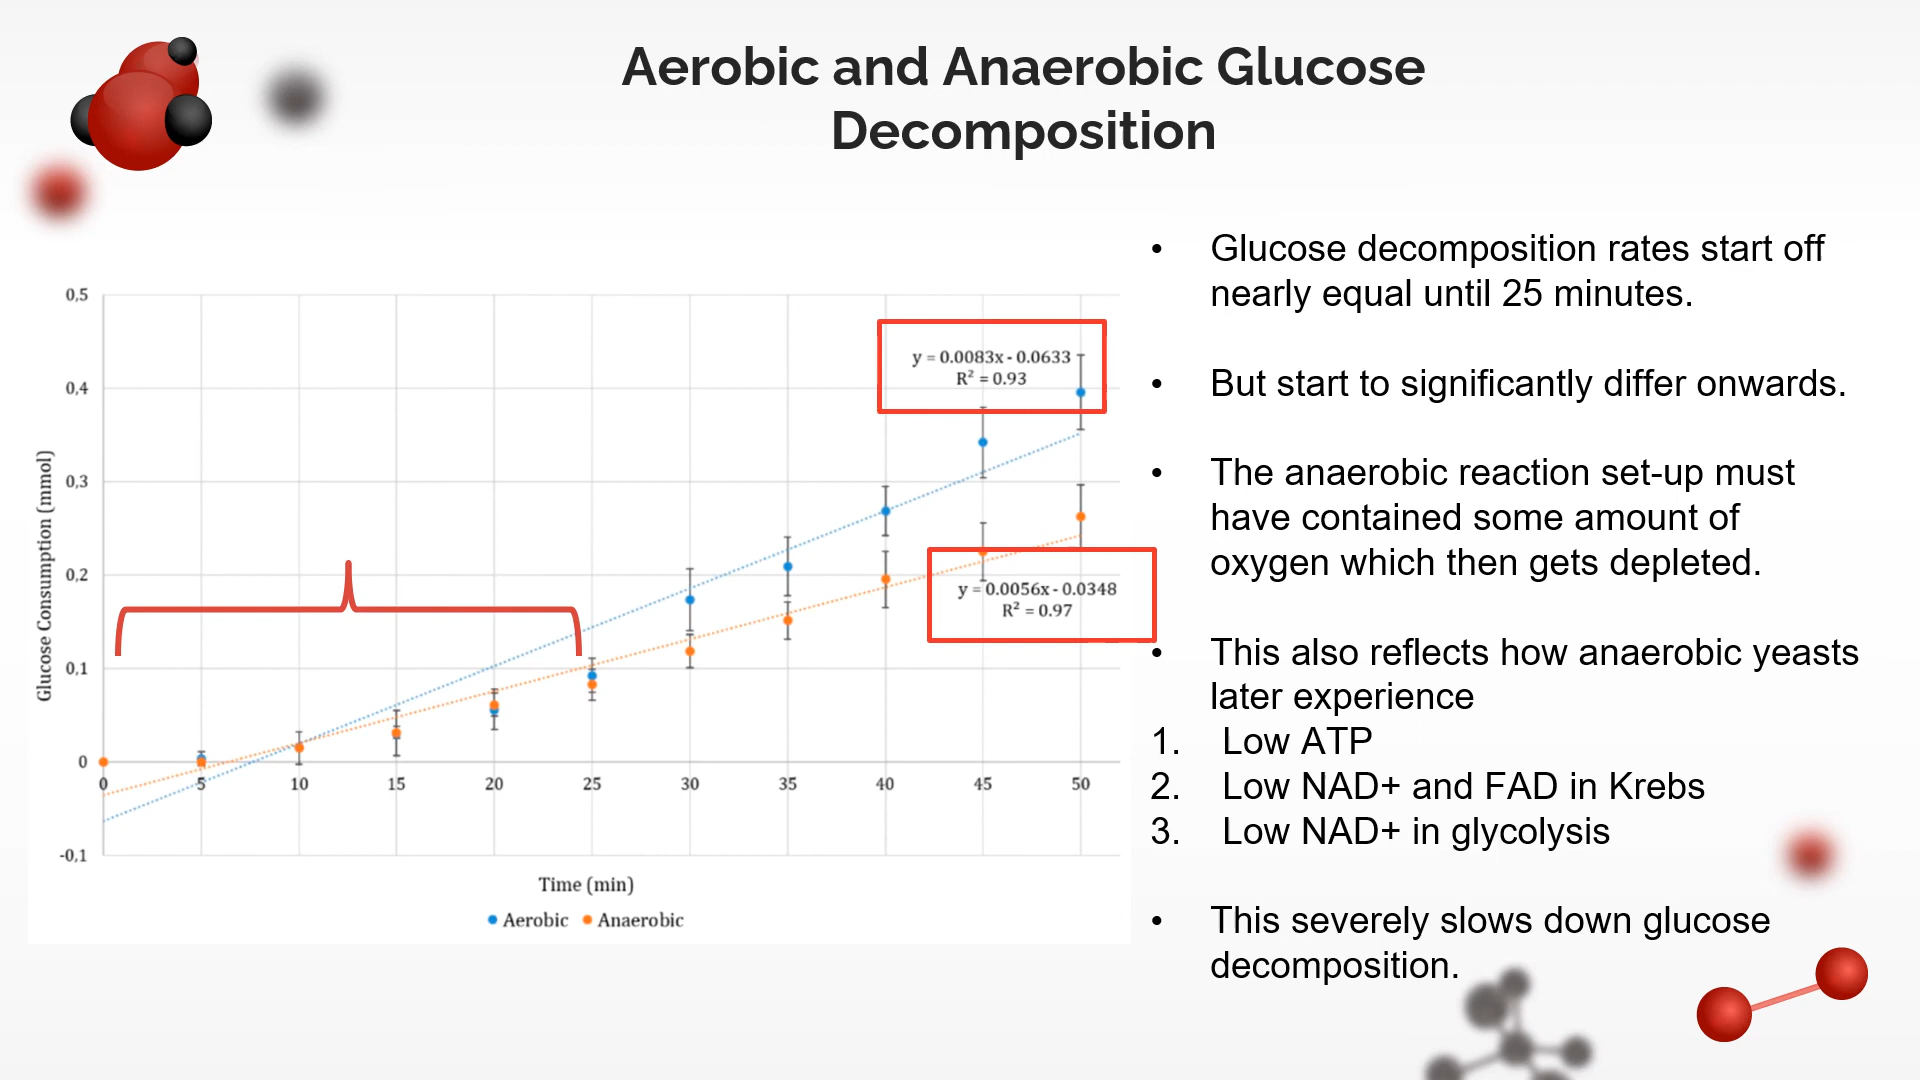 Aerobic and Anaerobic Glucose
Decomposition
0,5
0,4
0,3
0,2
0,1
0
-0,1
Glucose Consumption (mmol)
y = 0.0083x - 0.0633
R² = 0.93
y = 0.0056x - 0.0348
R² = 0.97
0 5 10 15 20 25 30 35 40 45 50
Time (min)
Aerobic Anaerobic
• Glucose decomposition rates start off
nearly equal until 25 minutes.
• But start to significantly differ onwards.
• The anaerobic reaction set-up must
have contained some amount of
oxygen which then gets depleted.
• This also reflects how anaerobic yeasts
later experience
1. Low ATP
2. Low NAD+ and FAD in Krebs
3. Low NAD+ in glycolysis
• This severely slows down glucose
decomposition.